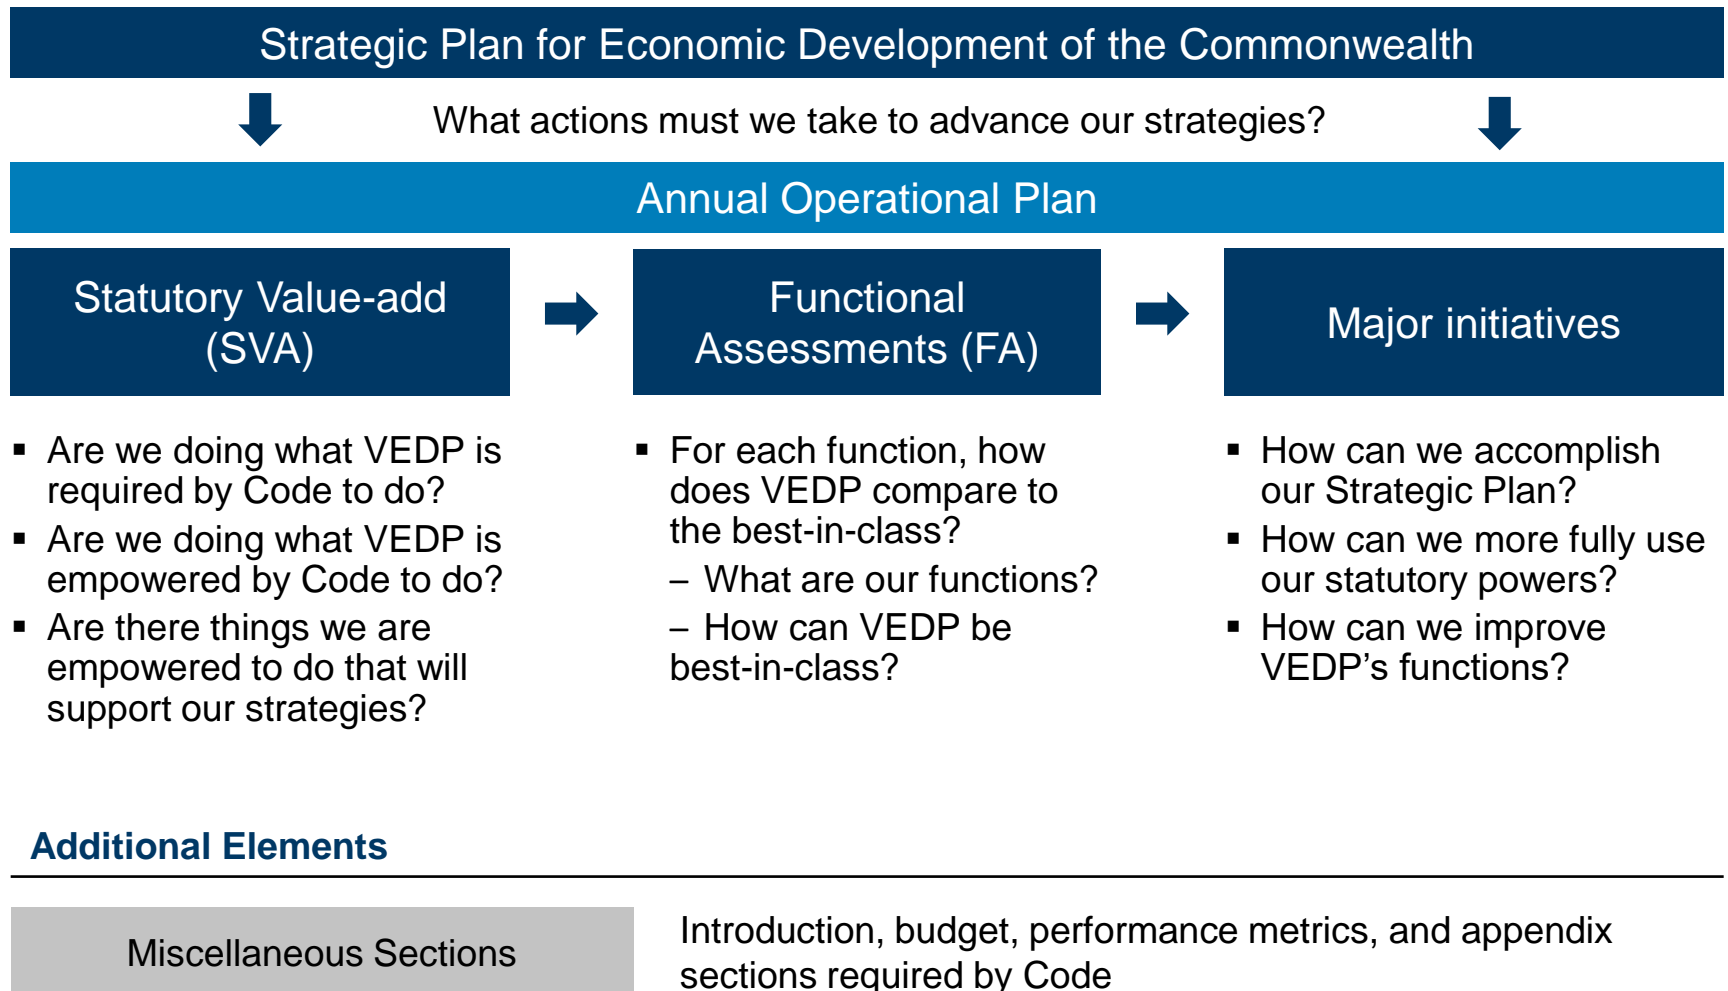 Strategic Plan for Economic Development of the Commonwealth
What actions must we take to advance our strategies?
Annual Operational Plan
Statutory Value-add
(SVA)
Functional
Assessments (FA)
Major initiatives
▪ Are we doing what VEDP is
required by Code to do?
▪ Are we doing what VEDP is
empowered by Code to do?
▪ Are there things we are
empowered to do that will
support our strategies?
▪ For each function, how
does VEDP compare to
the best-in-class?
– What are our functions?
– How can VEDP be
best-in-class?
▪ How can we accomplish
our Strategic Plan?
▪ How can we more fully use
our statutory powers?
▪ How can we improve
VEDP’s functions?
Additional Elements
Miscellaneous Sections
Introduction, budget, performance metrics, and appendix
sections required by Code